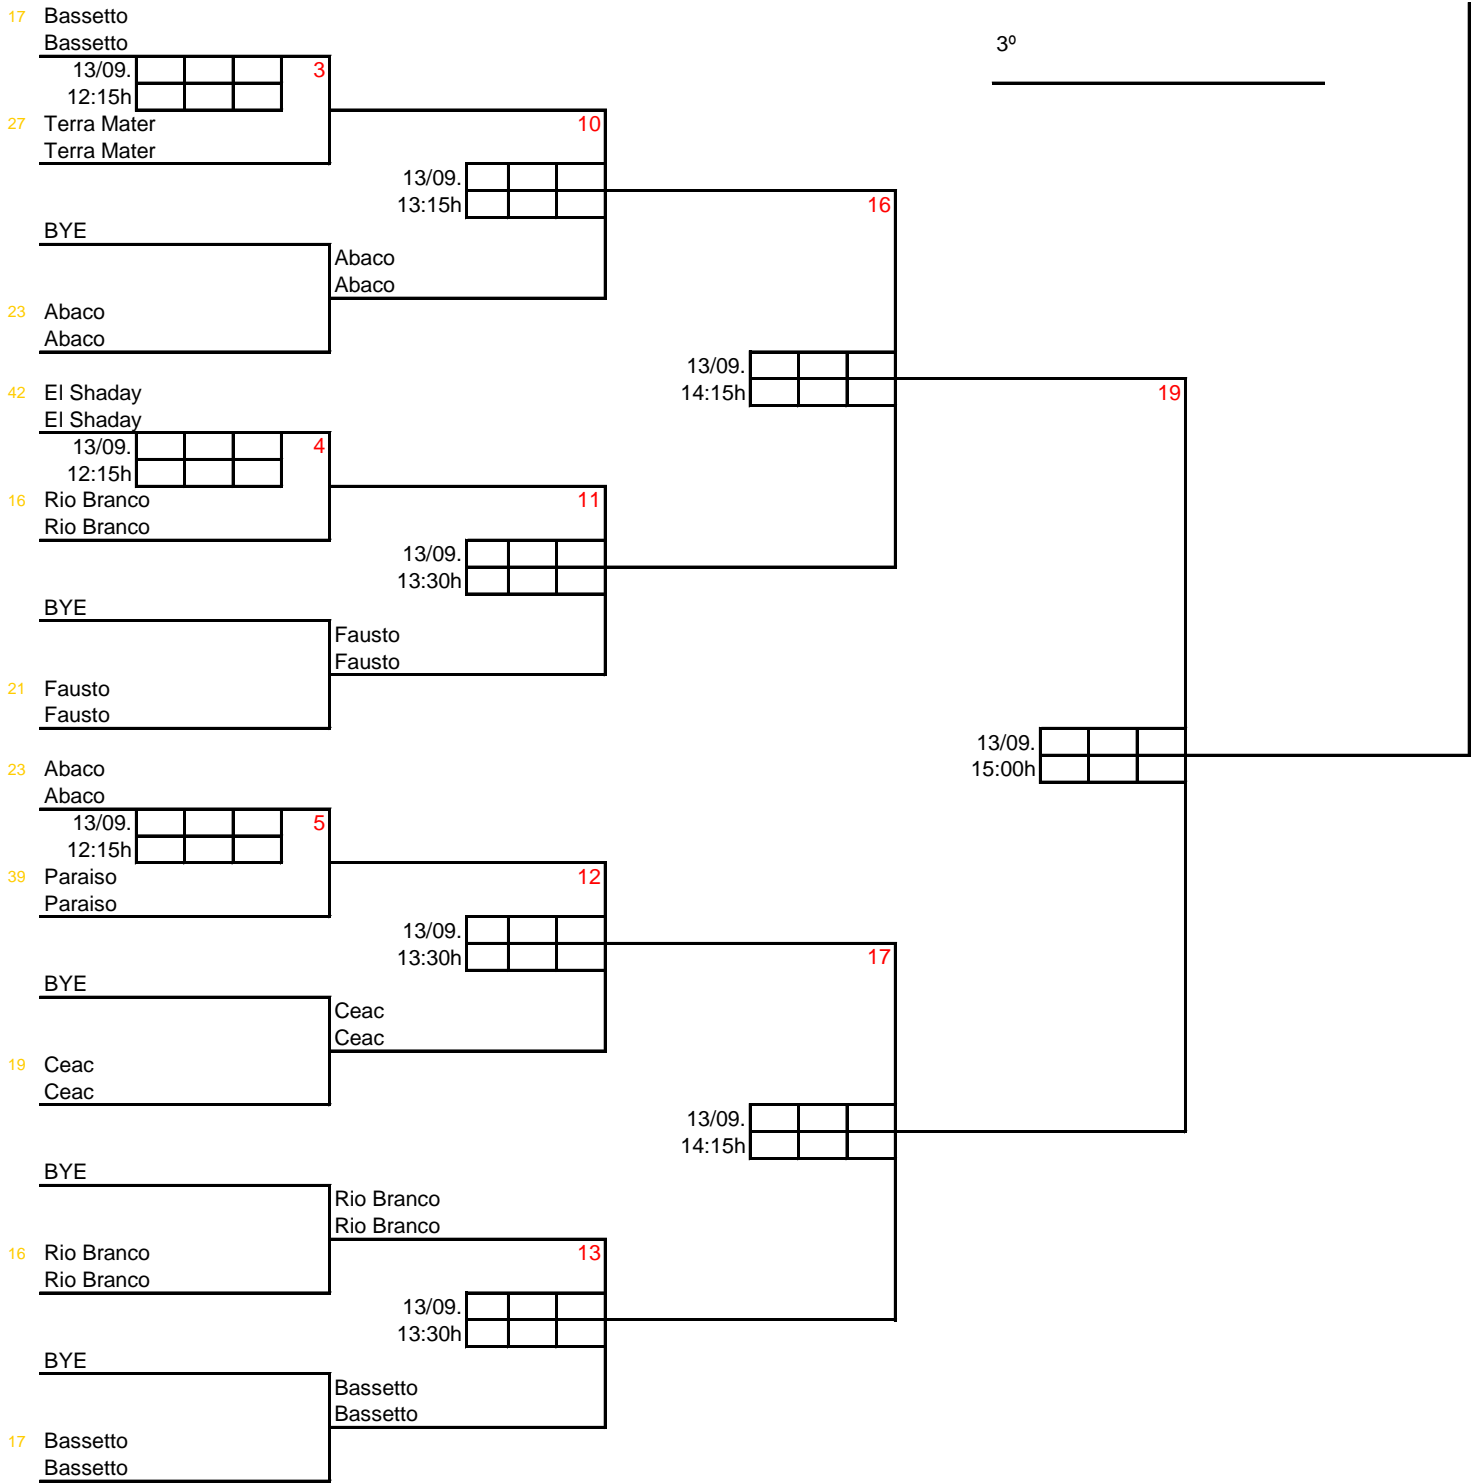 17 Bassetto
Bassetto
3º
13/09. 3
12:15h
27 Terra Mater 10
Terra Mater
13/09.
13:15h 16
BYE
Abaco
Abaco
23 Abaco
Abaco
13/09.
42 El Shaday 14:15h 19
El Shaday
13/09. 4
12:15h
16 Rio Branco 11
Rio Branco
13/09.
13:30h
BYE
Fausto
Fausto
21 Fausto
Fausto
13/09.
23 Abaco 15:00h
Abaco
13/09. 5
12:15h
39 Paraiso 12
Paraiso
13/09.
13:30h 17
BYE
Ceac
Ceac
19 Ceac
Ceac
13/09.
14:15h
BYE
Rio Branco
Rio Branco
16 Rio Branco 13
Rio Branco
13/09.
13:30h
BYE
Bassetto
Bassetto
17 Bassetto
Bassetto